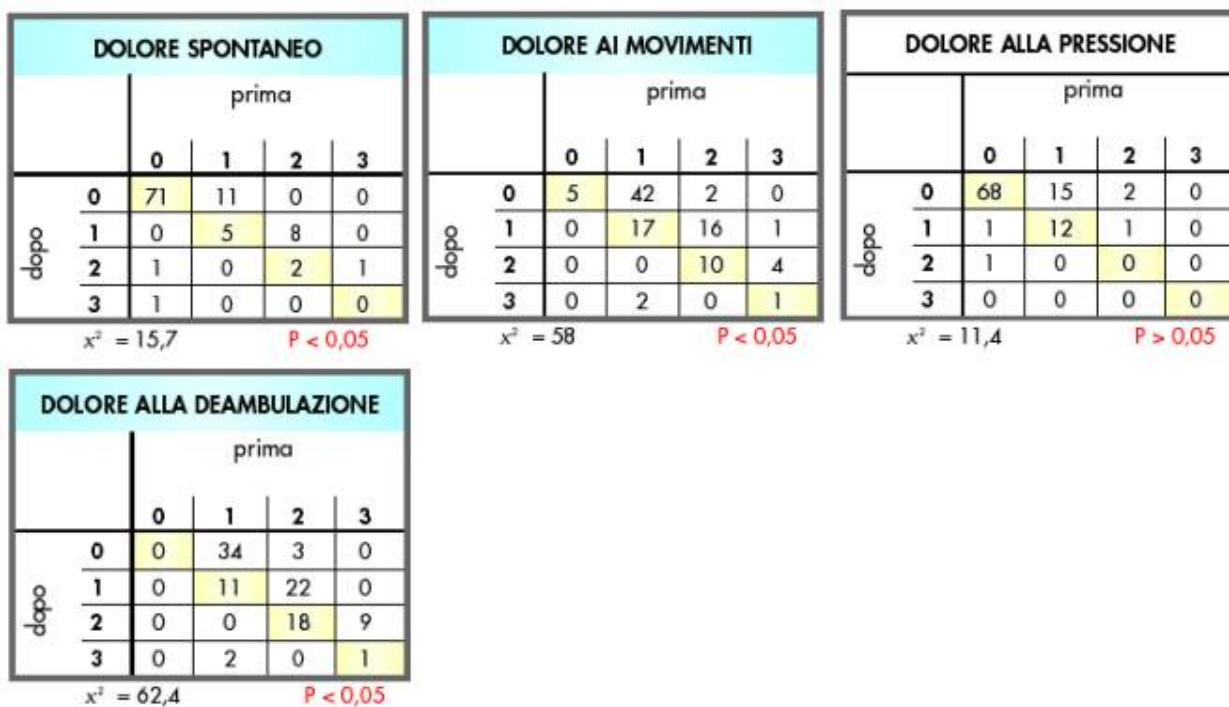 DOLORE SPONTANEO
prima
0 1 2 3
0 71 11 0 0
1 0 5 8 0
2 1 0 2 1
3 1 0 0 0
dopo
x² = 15,7 P < 0,05
DOLORE AI MOVIMENTI
prima
0 1 2 3
0 5 42 2 0
1 0 17 16 1
2 0 0 10 4
3 0 2 0 1
dopo
x² = 58 P < 0,05
DOLORE ALLA PRESSIONE
prima
0 1 2 3
0 68 15 2 0
1 1 12 1 0
2 1 0 0 0
3 0 0 0 0
dopo
x² = 11,4 P > 0,05
DOLORE ALLA DEAMBULAZIONE
prima
0 1 2 3
0 0 34 3 0
1 0 11 22 0
2 0 0 18 9
3 0 2 0 1
dopo
x² = 62,4 P < 0,05